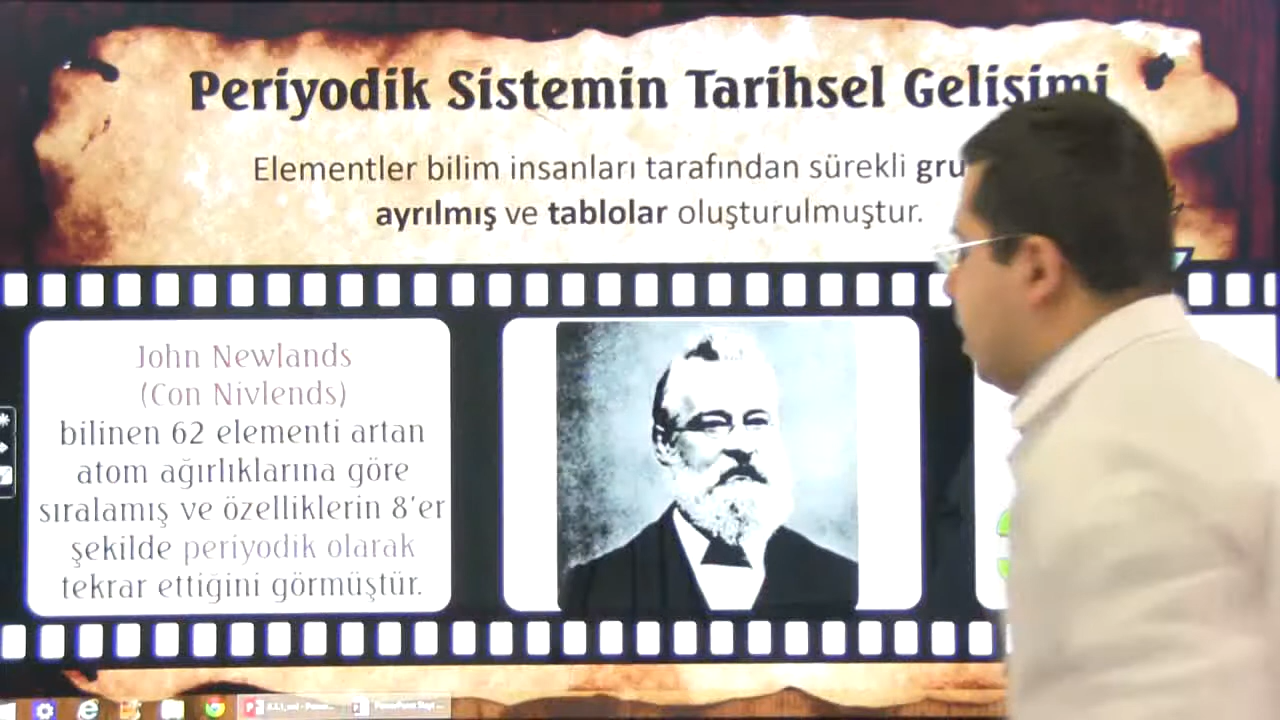 Periyodik Sistemin Tarihsel Gelişimi
Elementler bilim insanları tarafından sürekli
ayrılmış ve tablolar oluşturulmuştur.
John Newlands
(Con Nivlends)
bilinen 62 elementi artan
atom ağırlıklarına göre
sıralamış ve özelliklerin 8'er
şekilde periyodik olarak
tekrar ettiğini görmüştür.